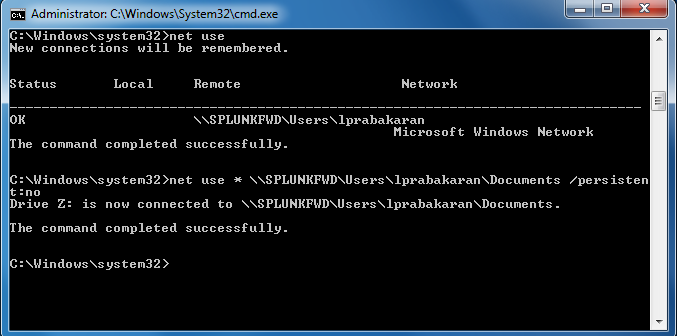 Administrator: C:\Windows\System32\cmd.exe
C:\Windows\system32>net use
New connections will be remembered.
Status Local Remote Network
-------------------------------------------------------------------------------
OK \\SPLUNKFWD\Users\lprabakaran
Microsoft Windows Network
The command completed successfully.
C:\Windows\system32>net use * \\SPLUNKFWD\Users\lprabakaran\Documents /persisten
t:no
Drive Z: is now connected to \\SPLUNKFWD\Users\lprabakaran\Documents.
The command completed successfully.
C:\Windows\system32>